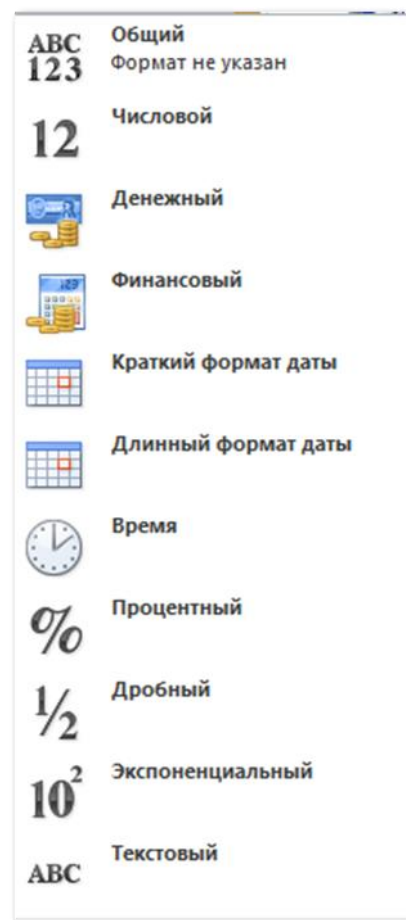 ABC
123
Общий
Формат не указан
12
Числовой
Денежный
123
Финансовый
Краткий формат даты
Длинный формат даты
Время
%
Процентный
1/2
Дробный
10²
Экспоненциальный
ABC
Текстовый